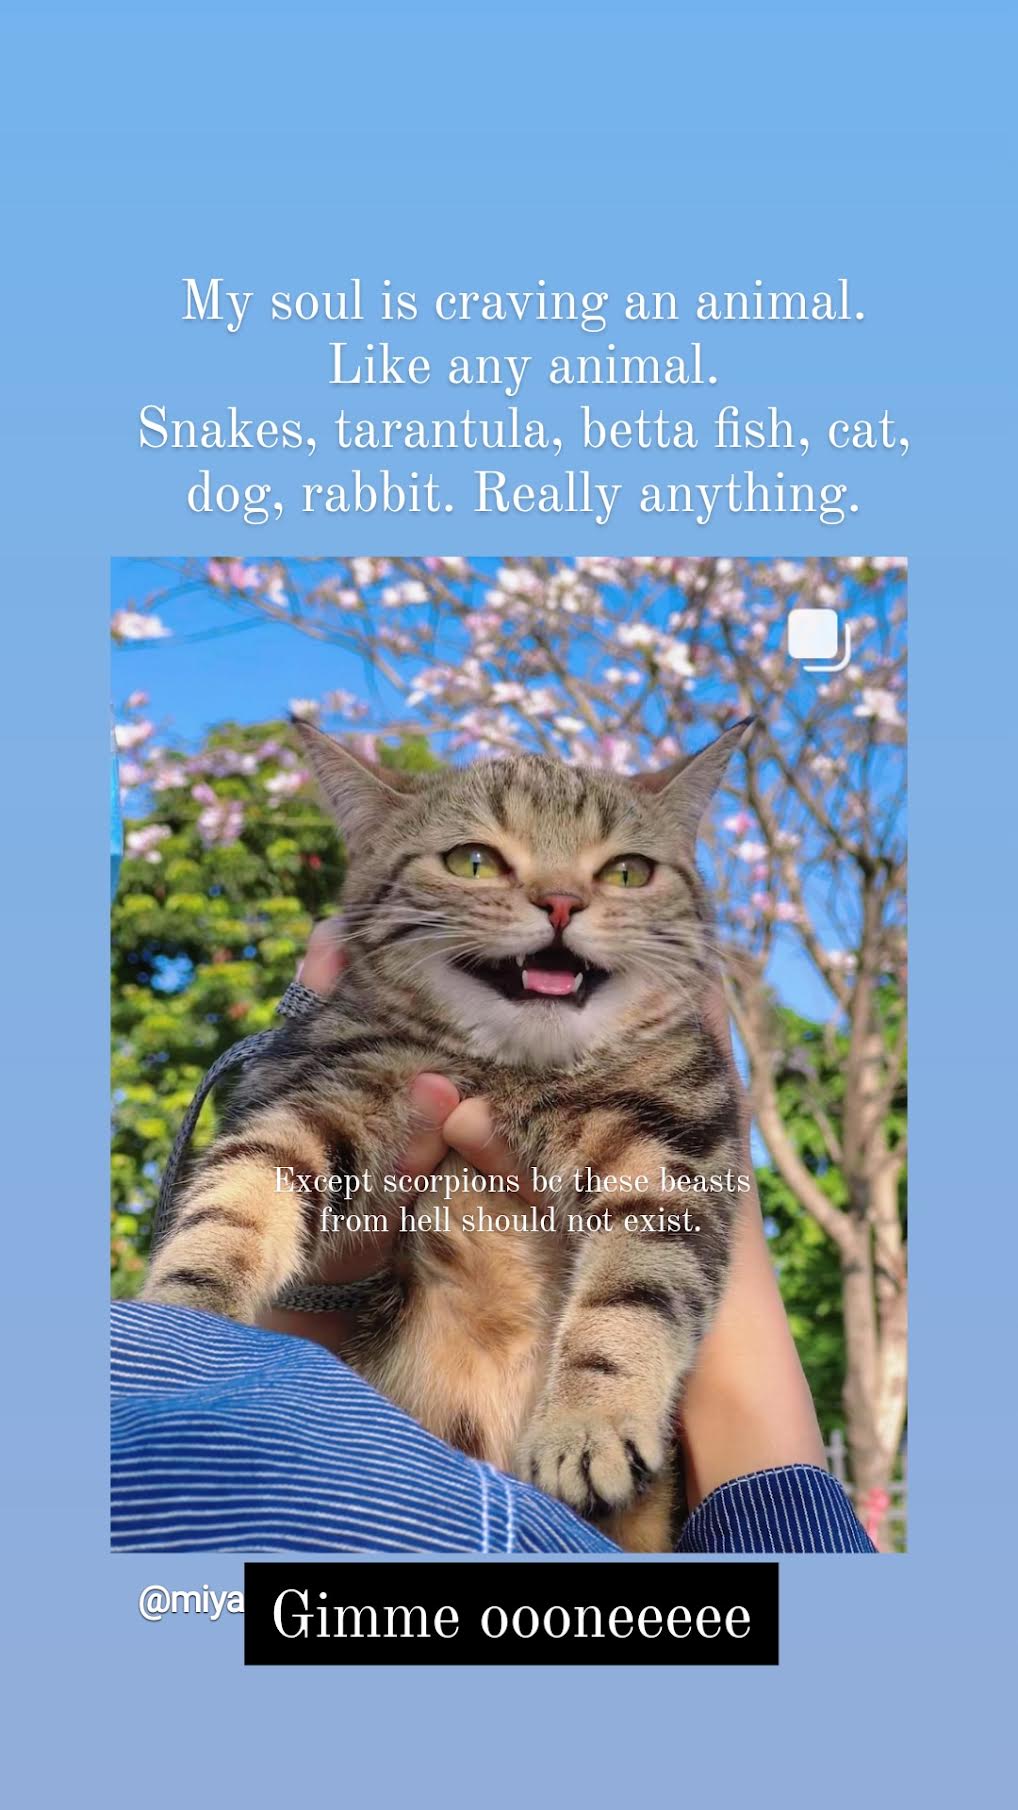 My soul is craving an animal.
Like any animal.
Snakes, tarantula, betta fish, cat,
dog, rabbit. Really anything.
Except scorpions bc these beasts
from hell should not exist.
@miya
Gimme oooneeeee